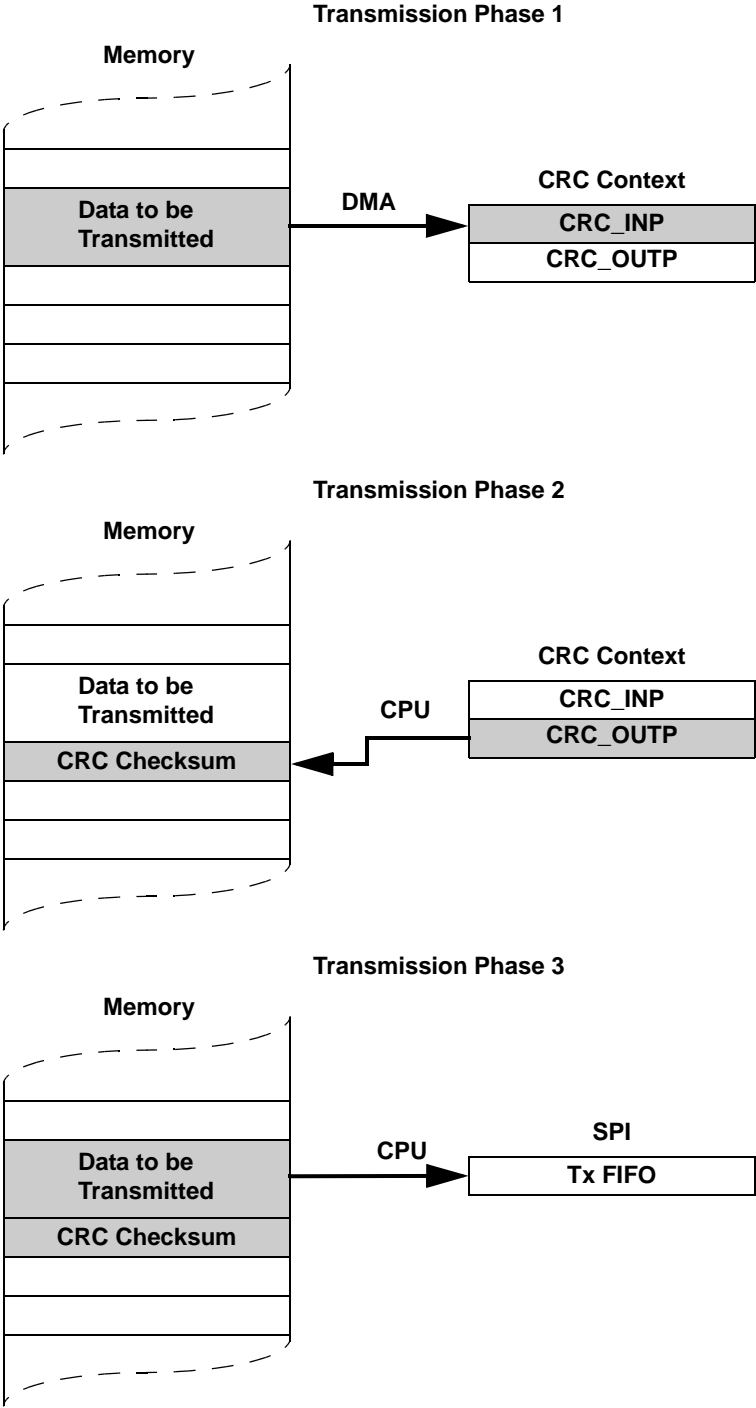 Transmission Phase 1
Memory
CRC Context
DMA
Data to be
Transmitted
CRC_INP
CRC_OUTP
Transmission Phase 2
Memory
CRC Context
Data to be
Transmitted
CPU
CRC_INP
CRC_OUTP
CRC Checksum
Transmission Phase 3
Memory
SPI
CPU
Data to be
Transmitted
Tx FIFO
CRC Checksum